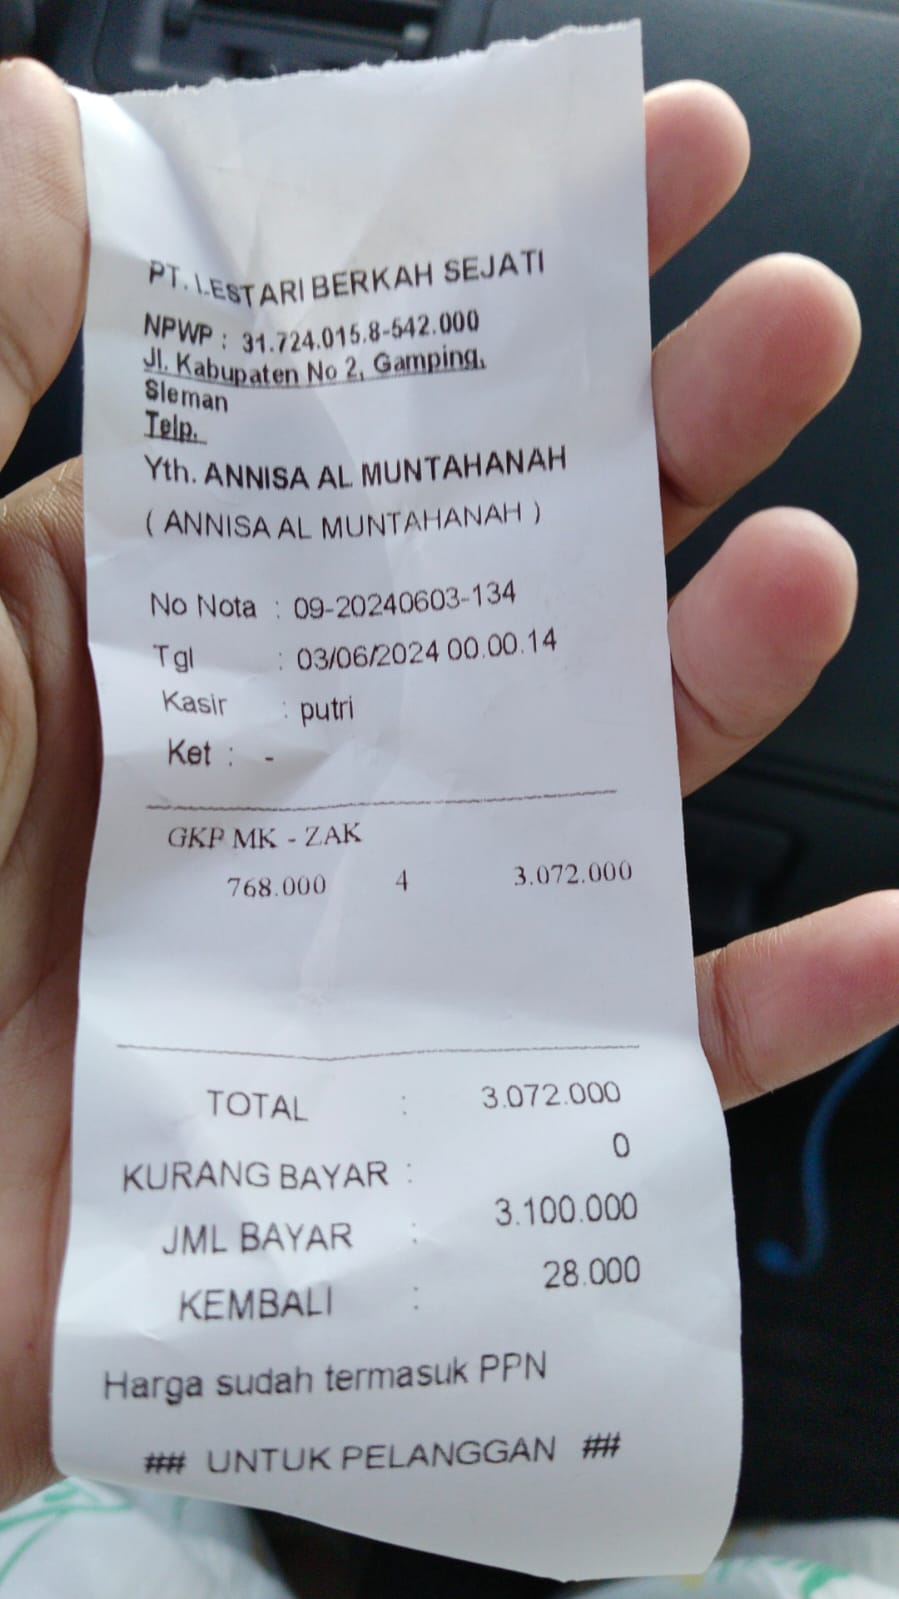 PT. LESTARI BERKAH SEJATI
NPWP : 31.724.015.8-542.000
Jl. Kabupaten No 2, Gamping,
Sleman
Telp.
Yth. ANNISA AL MUNTAHANAH
( ANNISA AL MUNTAHANAH )
No Nota : 09-20240603-134
Tgl : 03/06/2024 00.00.14
Kasir : putri
Ket : -
GKP MK - ZAK
768.000 4 3.072.000
TOTAL : 3.072.000
KURANG BAYAR : 0
JML BAYAR : 3.100.000
KEMBALI : 28.000
Harga sudah termasuk PPN
## UNTUK PELANGGAN ##